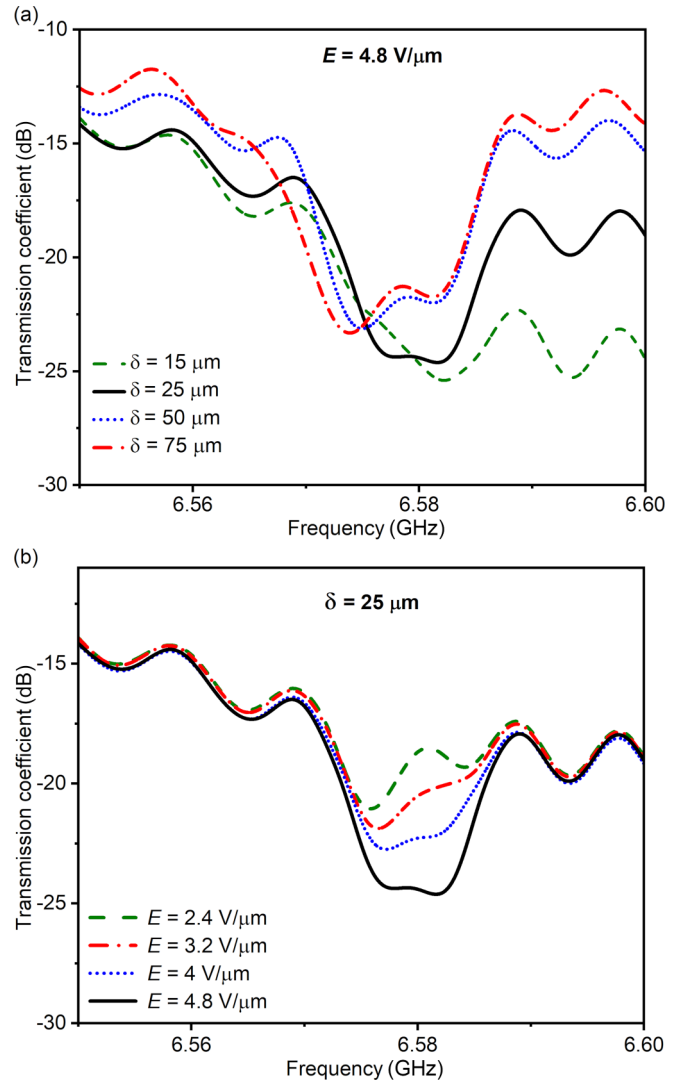 (a)
E = 4.8 V/μm
Transmission coefficient (dB)
-10
-15
-20
-25
-30
δ = 15 μm
δ = 25 μm
δ = 50 μm
δ = 75 μm
6.56
6.58
6.60
Frequency (GHz)
(b)
δ = 25 μm
Transmission coefficient (dB)
-15
-20
-25
-30
E = 2.4 V/μm
E = 3.2 V/μm
E = 4 V/μm
E = 4.8 V/μm
6.56
6.58
6.60
Frequency (GHz)